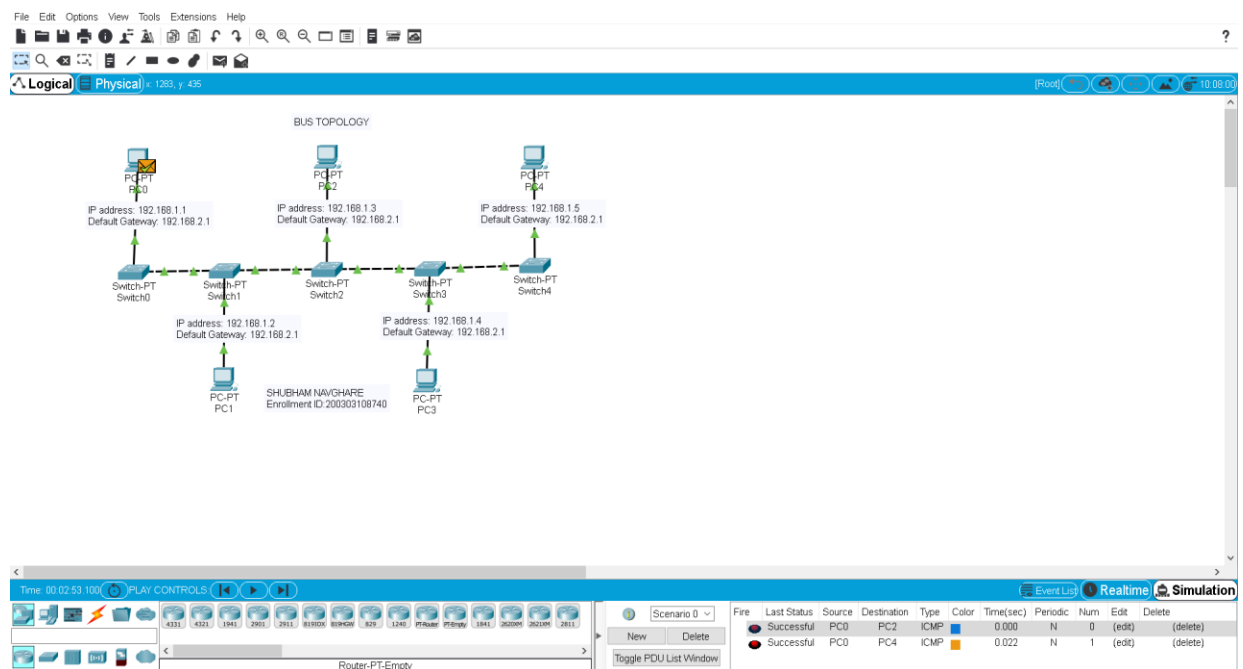 File Edit Options View Tools Extensions Help
?
Logical Physical x: 1283, y: 435 [Root] 10:08:00
BUS TOPOLOGY
PC-PT
PC0
PC-PT
PC2
PC-PT
PC4
IP address: 192.168.1.1
Default Gateway: 192.168.2.1
IP address: 192.168.1.3
Default Gateway: 192.168.2.1
IP address: 192.168.1.5
Default Gateway: 192.168.2.1
Switch-PT
Switch0
Switch-PT
Switch1
Switch-PT
Switch2
Switch-PT
Switch3
Switch-PT
Switch4
IP address: 192.168.1.2
Default Gateway: 192.168.2.1
IP address: 192.168.1.4
Default Gateway: 192.168.2.1
PC-PT
PC1
SHUBHAM NAVGHARE
Enrollment ID:200303108740
PC-PT
PC3
Time: 00:02:53.100 PLAY CONTROLS: Event List Realtime Simulation
4331 4321 1941 2901 2911 819IOX 819HGW 829 1240 PT-Router PT-Empty 1841 2620XM 2621XM 2811
Router-PT-Empty
Scenario 0
New Delete
Toggle PDU List Window
Fire Last Status Source Destination Type Color Time(sec) Periodic Num Edit Delete
Successful PC0 PC2 ICMP 0.000 N 0 (edit) (delete)
Successful PC0 PC4 ICMP 0.022 N 1 (edit) (delete)